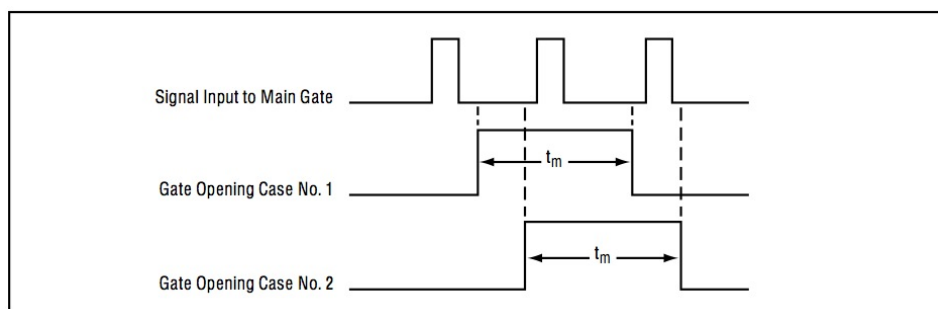 Signal Input to Main Gate
tm
Gate Opening Case No. 1
tm
Gate Opening Case No. 2